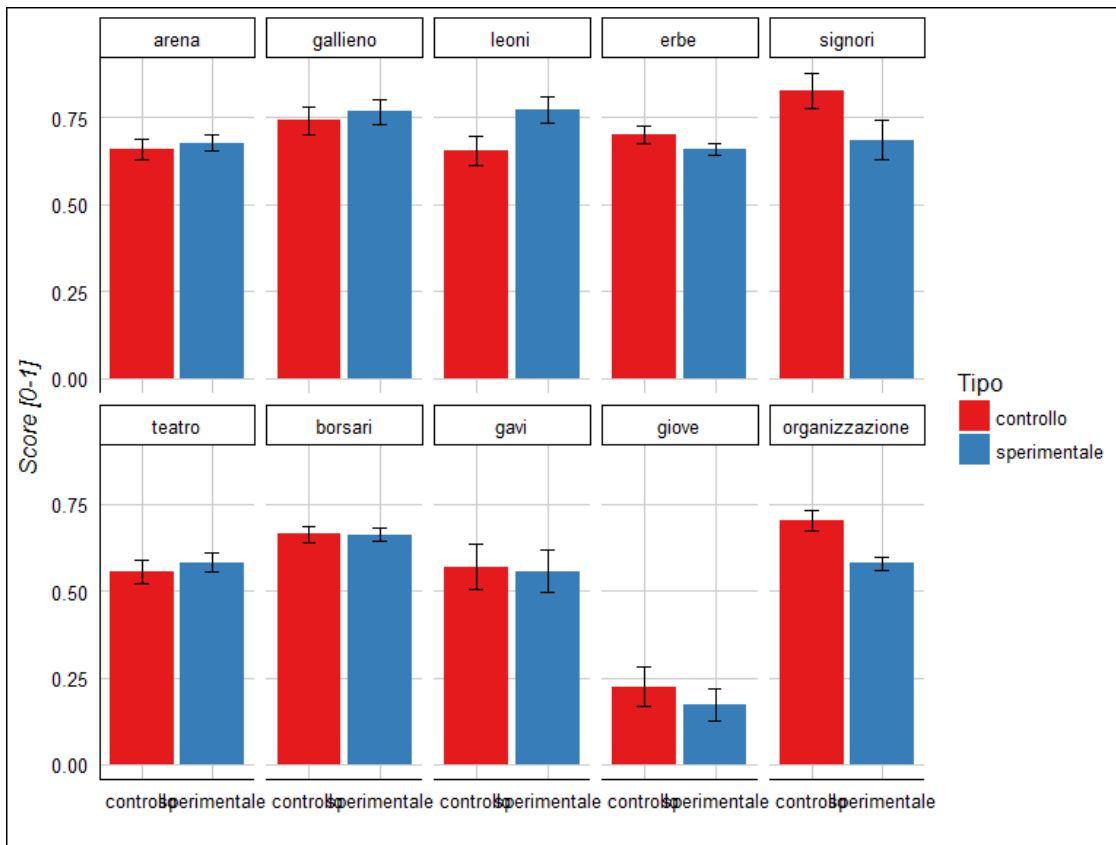 arena gallieno leoni erbe signori
0.75
0.50
0.25
0.00
Score [0-1]
teatro borsari gavi giove organizzazione
0.75
0.50
0.25
0.00
controllo sperimentale controllo sperimentale controllo sperimentale controllo sperimentale controllo sperimentale
Tipo
controllo
sperimentale